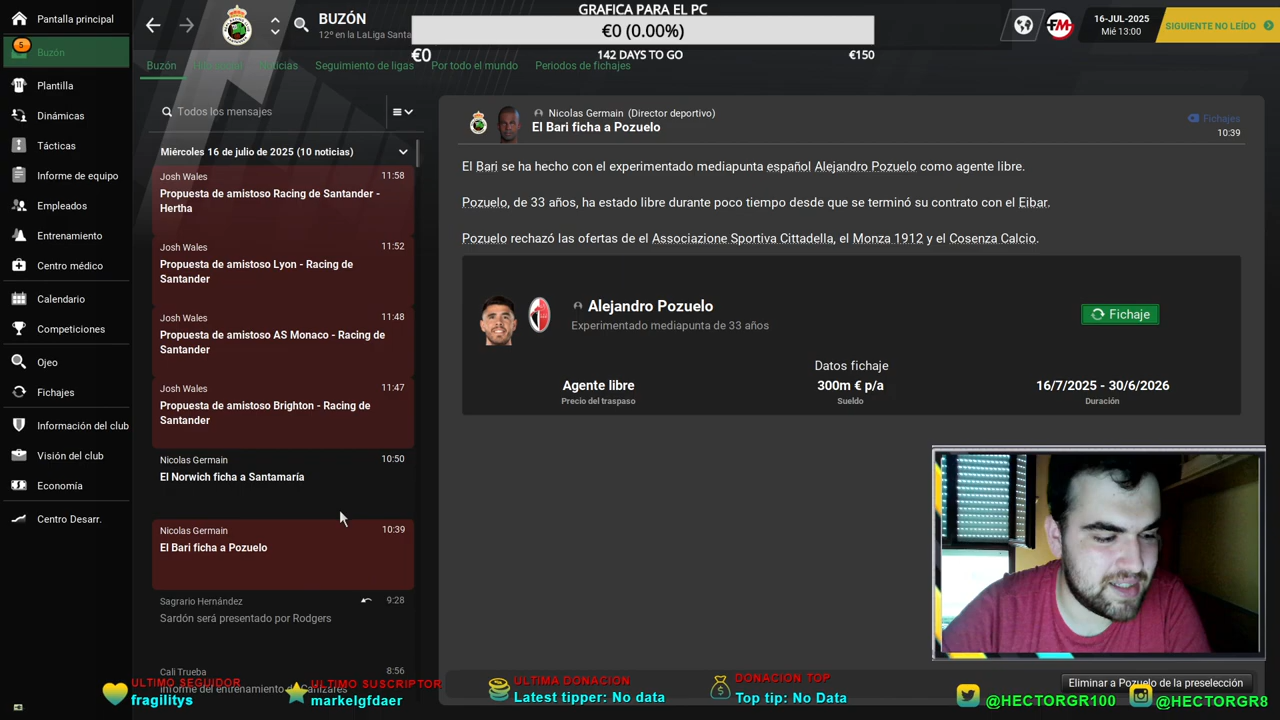 Pantalla principal
5
Buzón
Plantilla
Dinámicas
Tácticas
Informe de equipo
Empleados
Entrenamiento
Centro médico
Calendario
Competiciones
Ojeo
Fichajes
Información del club
Visión del club
Economía
Centro Desarr.
BUZÓN
12º en la LaLiga Santa
GRAFICA PARA EL PC
€0 (0.00%)
€0
142 DAYS TO GO
€150
FM
16-JUL-2025
Mié 13:00
SIGUIENTE NO LEÍDO
Buzón
Noticias
Seguimiento de ligas
Por todo el mundo
Periodos de fichajes
Todos los mensajes
Miércoles 16 de julio de 2025 (10 noticias)
Josh Wales 11:58
Propuesta de amistoso Racing de Santander -
Hertha
Josh Wales 11:52
Propuesta de amistoso Lyon - Racing de
Santander
Josh Wales 11:48
Propuesta de amistoso AS Monaco - Racing de
Santander
Josh Wales 11:47
Propuesta de amistoso Brighton - Racing de
Santander
Nicolas Germain 10:50
El Norwich ficha a Santamaría
Nicolas Germain 10:39
El Bari ficha a Pozuelo
Sagrario Hernández 9:28
Sardón será presentado por Rodgers
Cali Trueba 8:56
Informe del entrenamiento de Cañizares
Nicolas Germain (Director deportivo)
El Bari ficha a Pozuelo
Fichajes
10:39
El Bari se ha hecho con el experimentado mediapunta español Alejandro Pozuelo como agente libre.
Pozuelo, de 33 años, ha estado libre durante poco tiempo desde que se terminó su contrato con el Eibar.
Pozuelo rechazó las ofertas de el Associazione Sportiva Cittadella, el Monza 1912 y el Cosenza Calcio.
Alejandro Pozuelo
Experimentado mediapunta de 33 años
Fichaje
Datos fichaje
Agente libre
Precio del traspaso
300m € p/a
Sueldo
16/7/2025 - 30/6/2026
Duración
Eliminar a Pozuelo de la preselección
ULTIMO SEGUIDOR
fragilitys
ULTIMO SUSCRIPTOR
markelgfdaer
ULTIMA DONACION
Latest tipper: No data
DONACION TOP
Top tip: No Data
@HECTORGR100
@HECTORGR8